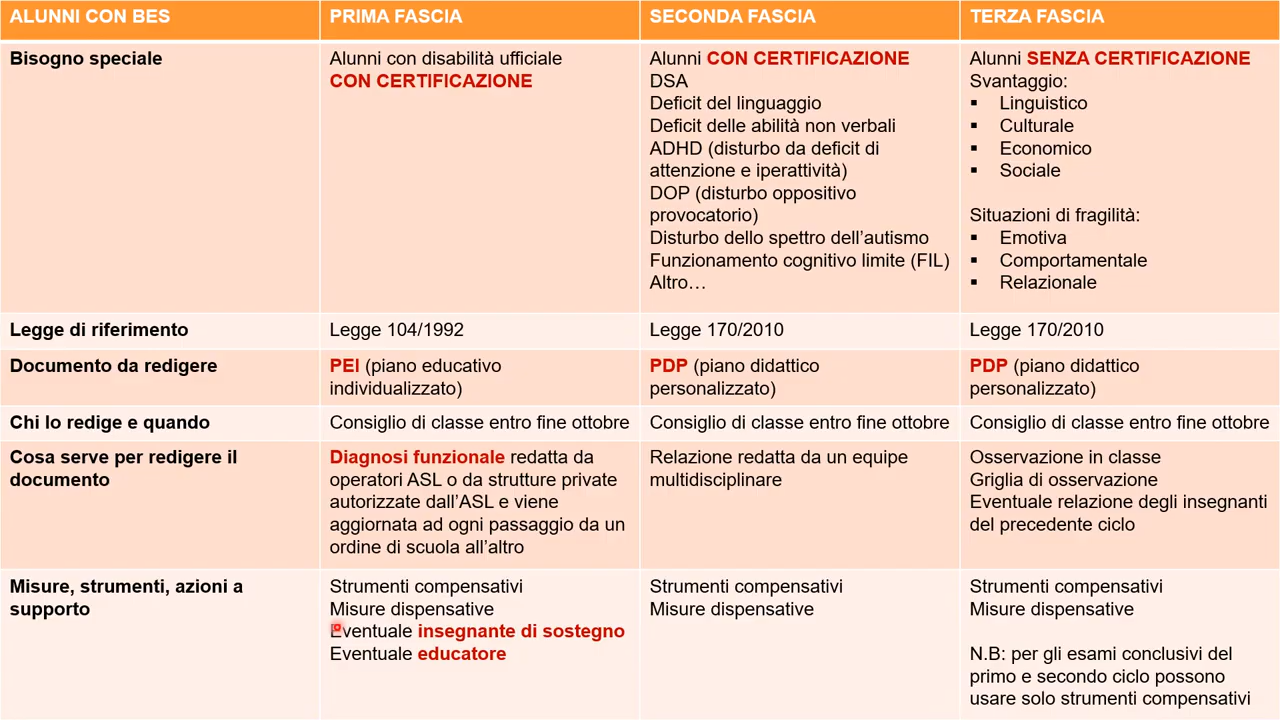 ALUNNI CON BES
PRIMA FASCIA
SECONDA FASCIA
TERZA FASCIA
Bisogno speciale
Alunni con disabilità ufficiale
CON CERTIFICAZIONE
Alunni CON CERTIFICAZIONE
DSA
Deficit del linguaggio
Deficit delle abilità non verbali
ADHD (disturbo da deficit di
attenzione e iperattività)
DOP (disturbo oppositivo
provocatorio)
Disturbo dello spettro dell'autismo
Funzionamento cognitivo limite (FIL)
Altro…
Alunni SENZA CERTIFICAZIONE
Svantaggio:
▪ Linguistico
▪ Culturale
▪ Economico
▪ Sociale
Situazioni di fragilità:
▪ Emotiva
▪ Comportamentale
▪ Relazionale
Legge di riferimento
Legge 104/1992
Legge 170/2010
Legge 170/2010
Documento da redigere
PEI (piano educativo
individualizzato)
PDP (piano didattico
personalizzato)
PDP (piano didattico
personalizzato)
Chi lo redige e quando
Consiglio di classe entro fine ottobre
Consiglio di classe entro fine ottobre
Consiglio di classe entro fine ottobre
Cosa serve per redigere il
documento
Diagnosi funzionale redatta da
operatori ASL o da strutture private
autorizzate dall'ASL e viene
aggiornata ad ogni passaggio da un
ordine di scuola all'altro
Relazione redatta da un equipe
multidisciplinare
Osservazione in classe
Griglia di osservazione
Eventuale relazione degli insegnanti
del precedente ciclo
Misure, strumenti, azioni a
supporto
Strumenti compensativi
Misure dispensative
Eventuale insegnante di sostegno
Eventuale educatore
Strumenti compensativi
Misure dispensative
Strumenti compensativi
Misure dispensative
N.B: per gli esami conclusivi del
primo e secondo ciclo possono
usare solo strumenti compensativi